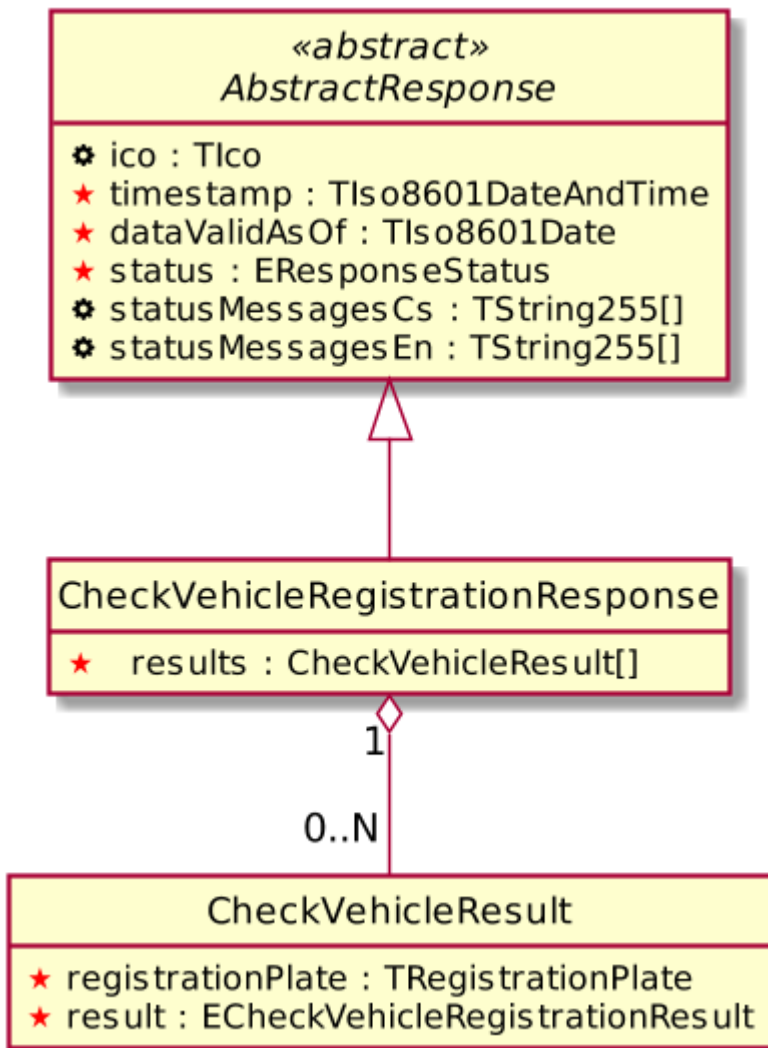 «abstract»
AbstractResponse
ico : TIco
timestamp : TIso8601DateAndTime
dataValidAsOf : TIso8601Date
status : EResponseStatus
statusMessagesCs : TString255[]
statusMessagesEn : TString255[]
CheckVehicleRegistrationResponse
results : CheckVehicleResult[]
1
0..N
CheckVehicleResult
registrationPlate : TRegistrationPlate
result : ECheckVehicleRegistrationResult